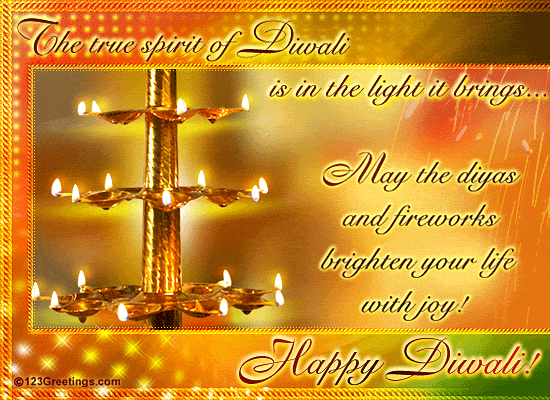 The true spirit of Diwali
is in the light it brings...
May the diyas
and fireworks
brighten your life
with joy!
Happy Diwali!
©123Greetings.com